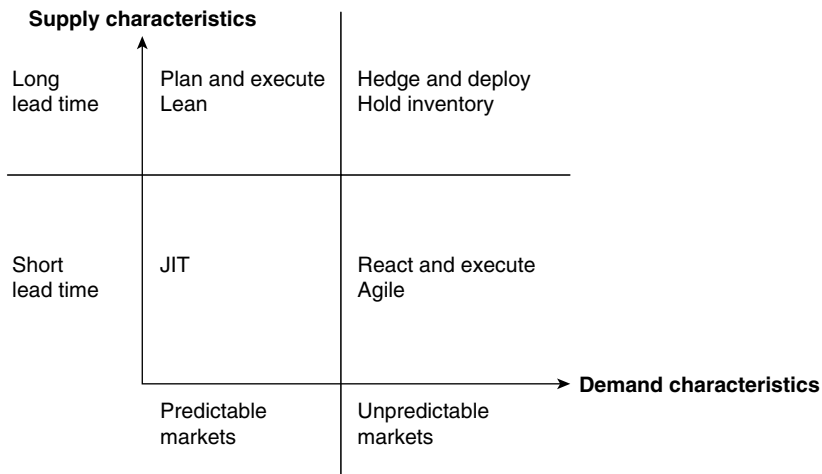 Supply characteristics
Long
lead time
Plan and execute
Lean
Hedge and deploy
Hold inventory
Short
lead time
JIT
React and execute
Agile
Demand characteristics
Predictable
markets
Unpredictable
markets